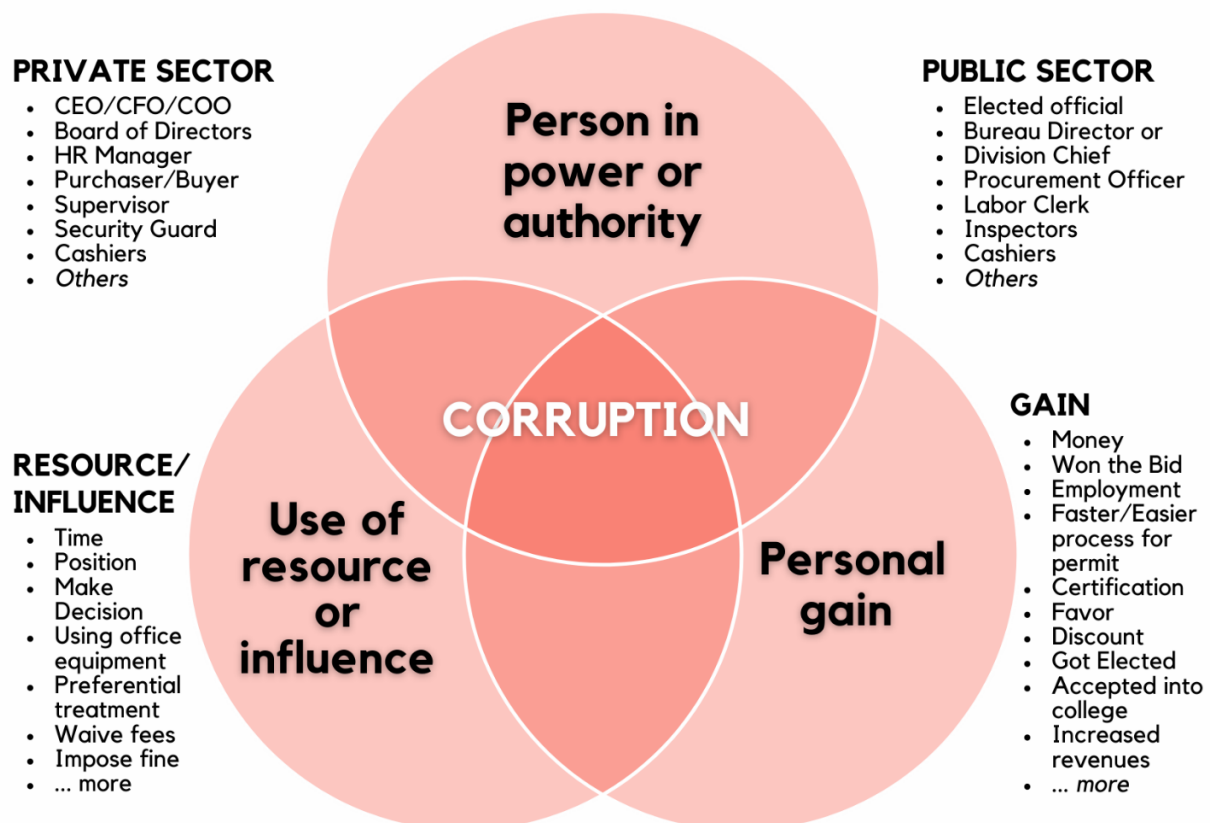 PRIVATE SECTOR
• CEO/CFO/COO
• Board of Directors
• HR Manager
• Purchaser/Buyer
• Supervisor
• Security Guard
• Cashiers
• Others
Person in
power or
authority
PUBLIC SECTOR
• Elected official
• Bureau Director or
• Division Chief
• Procurement Officer
• Labor Clerk
• Inspectors
• Cashiers
• Others
CORRUPTION
RESOURCE/
INFLUENCE
• Time
• Position
• Make
Decision
• Using office
equipment
• Preferential
treatment
• Waive fees
• Impose fine
• ... more
Use of
resource
or
influence
Personal
gain
GAIN
• Money
• Won the Bid
• Employment
• Faster/Easier
process for
permit
• Certification
• Favor
• Discount
• Got Elected
• Accepted into
college
• Increased
revenues
• ... more